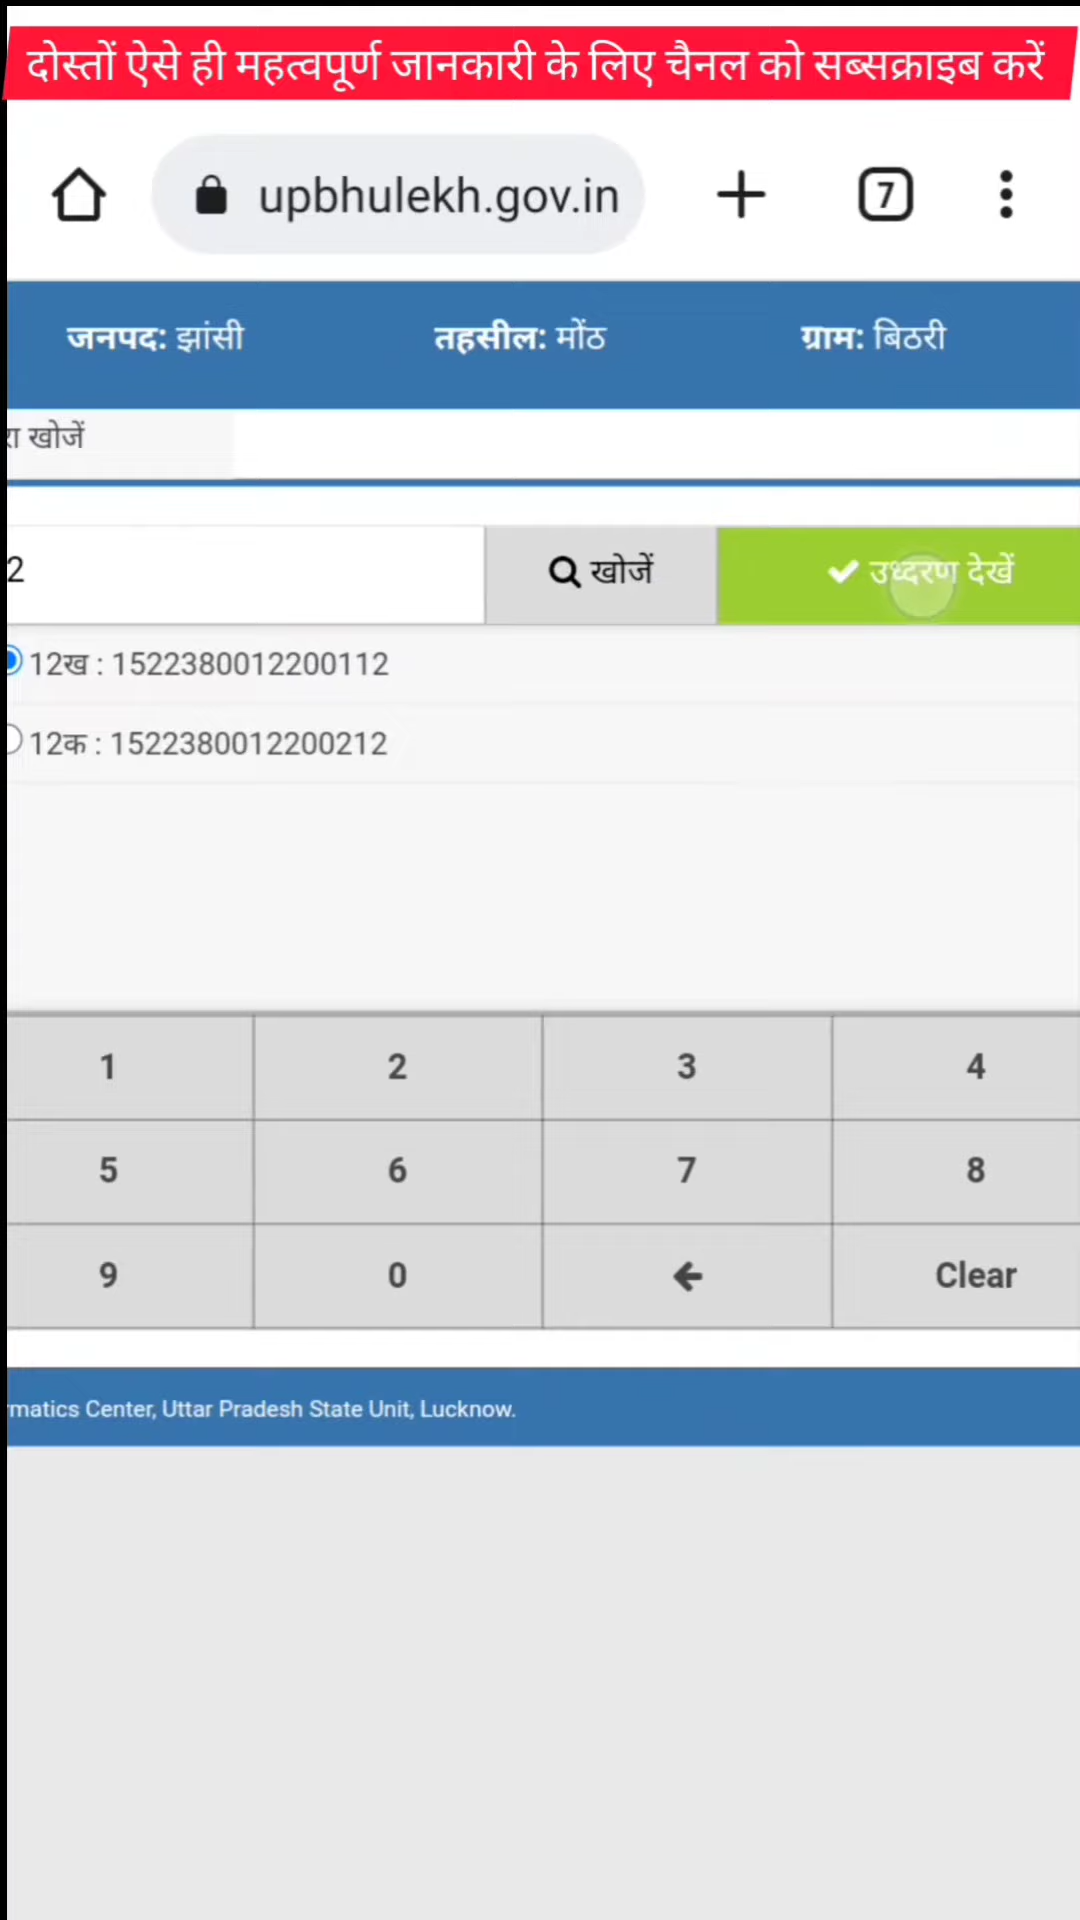 दोस्तों ऐसे ही महत्वपूर्ण जानकारी के लिए चैनल को सब्सक्राइब करें
upbhulekh.gov.in
7
जनपद: झांसी तहसील: मोंठ ग्राम: बिठरी
रा खोजें
2 खोजें उध्दरण देखें
12ख : 1522380012200112
12क : 1522380012200212
1 2 3 4
5 6 7 8
9 0 Clear
rmatics Center, Uttar Pradesh State Unit, Lucknow.